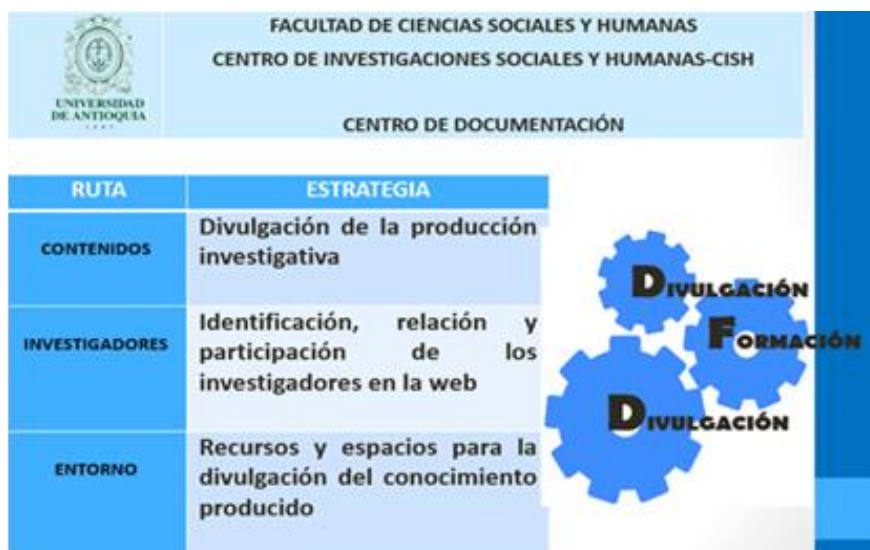 FACULTAD DE CIENCIAS SOCIALES Y HUMANAS
CENTRO DE INVESTIGACIONES SOCIALES Y HUMANAS-CISH
UNIVERSIDAD
DE ANTIOQUIA
CENTRO DE DOCUMENTACIÓN
RUTA
ESTRATEGIA
CONTENIDOS
Divulgación de la producción
investigativa
INVESTIGADORES
Identificación, relación y
participación de los
investigadores en la web
ENTORNO
Recursos y espacios para la
divulgación del conocimiento
producido
DIVULGACIÓN
FORMACIÓN
DIVULGACIÓN